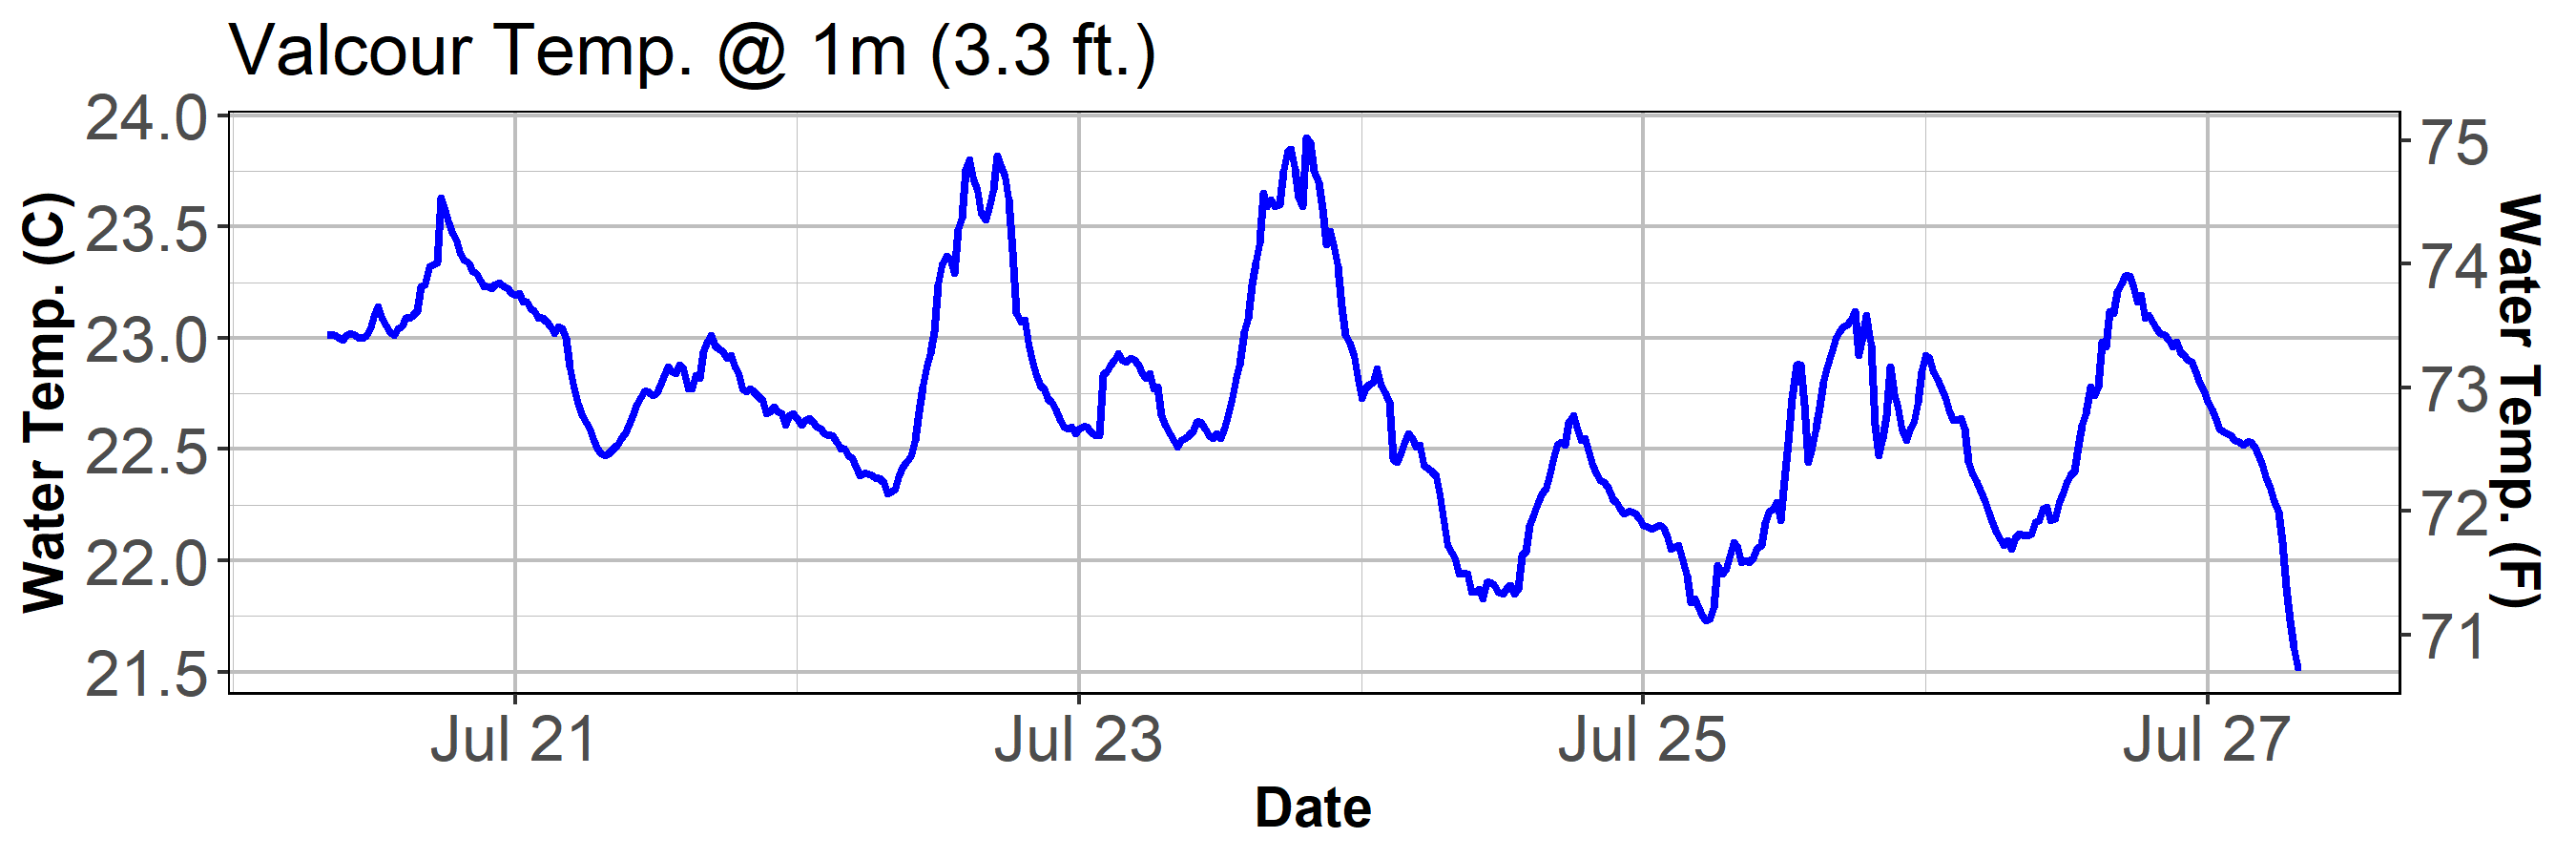 Valcour Temp. @ 1m (3.3 ft.)
Water Temp. (C)
24.0
23.5
23.0
22.5
22.0
21.5
75
74
73
72
71
Water Temp. (F)
Jul 21
Jul 23
Jul 25
Jul 27
Date